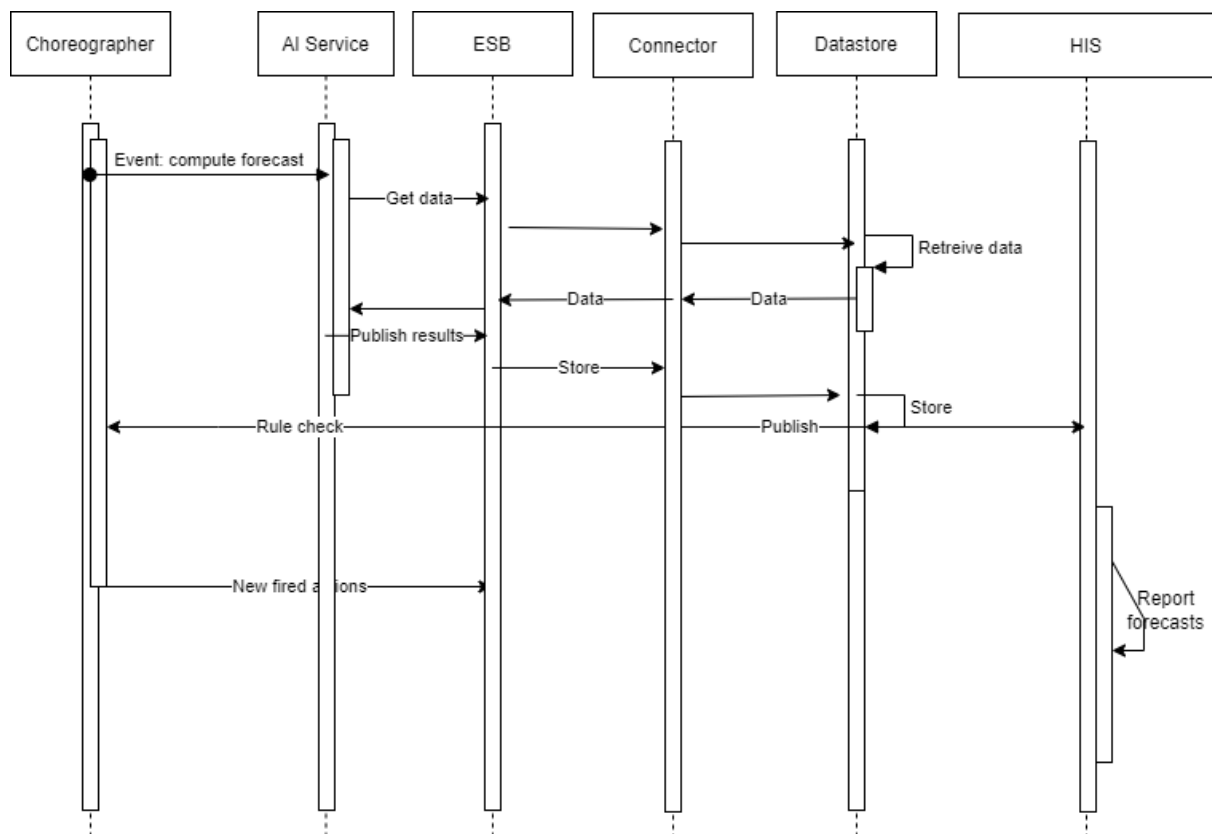 Choreographer
AI Service
ESB
Connector
Datastore
HIS
Event: compute forecast
Get data
Retreive data
Data
Data
Publish results
Store
Store
Rule check
Publish
New fired
Report
forecasts